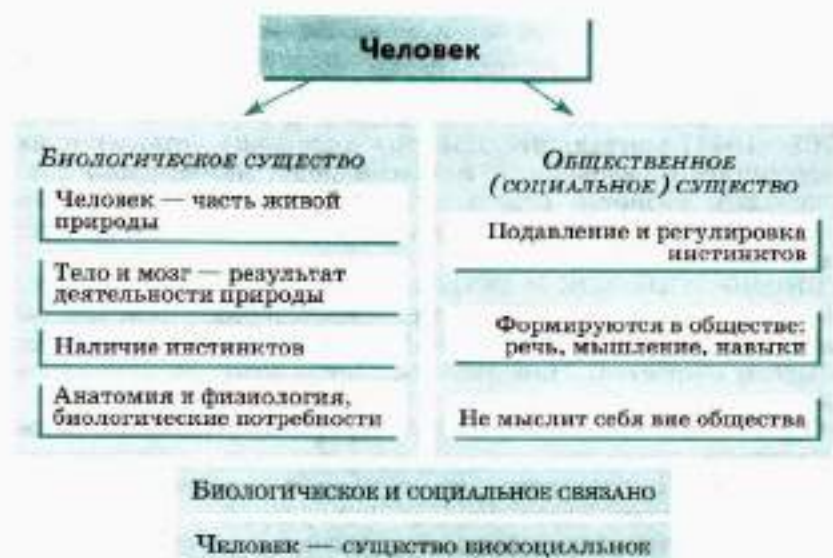 Человек
БИОЛОГИЧЕСКОЕ СУЩЕСТВО
Человек — часть живой
природы
Тело и мозг — результат
деятельности природы
Наличие инстинктов
Анатомия и физиология,
биологические потребности
ОБЩЕСТВЕННОЕ
(СОЦИАЛЬНОЕ) СУЩЕСТВО
Подавление и регулировка
инстинктов
Формируются в обществе:
речь, мышление, навыки
Не мыслит себя вне общества
БИОЛОГИЧЕСКОЕ И СОЦИАЛЬНОЕ СВЯЗАНО
ЧЕЛОВЕК — СУЩЕСТВО БИОСОЦИАЛЬНОЕ